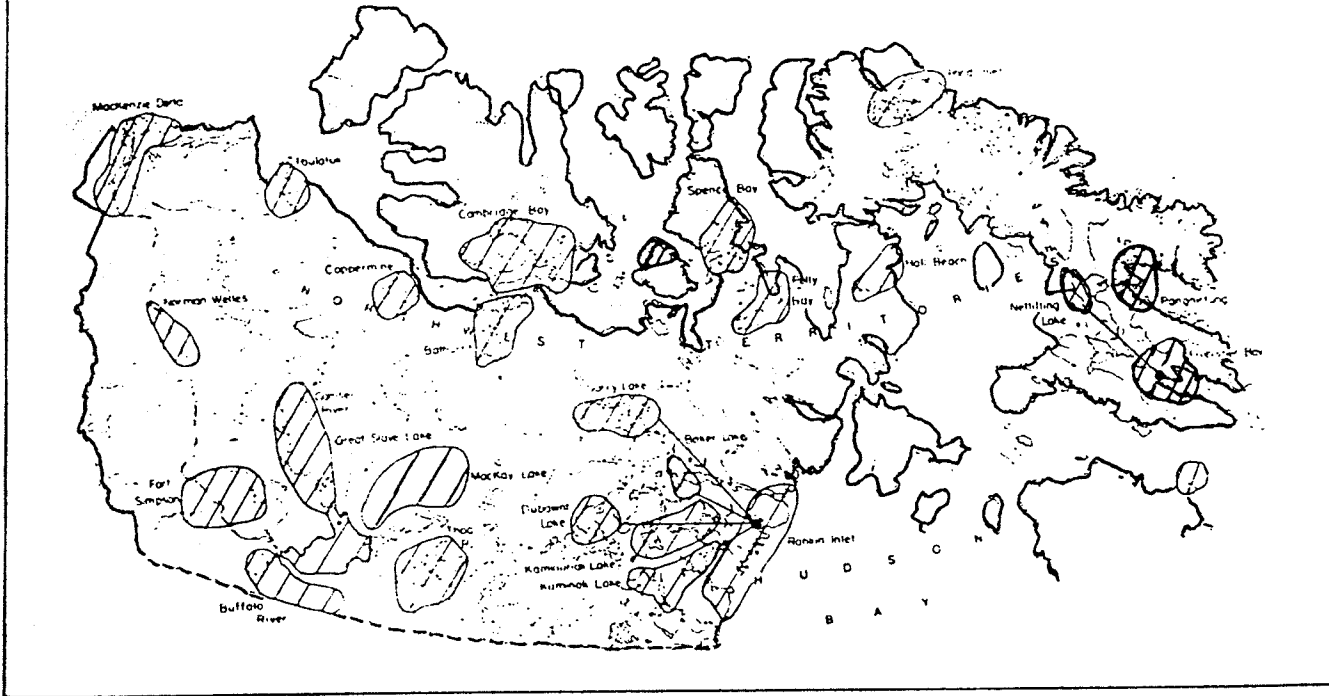 Mackenzie Delta
Paulatuk
Spence Bay
Cambridge Bay
Coppermine
Hall Beach
Pelly
Bay
Norman Welles
Nettilling
Lake
Pangnirtung
N O R T H W E S T T E R R I T O R I E S
Great Slave Lake
MacKay Lake
Baker Lake
Fort
Simpson
Dubawnt
Lake
Rankin Inlet
Kaminuriak Lake
Kaminak Lake
Buffalo
River
H U D S O N
B A Y